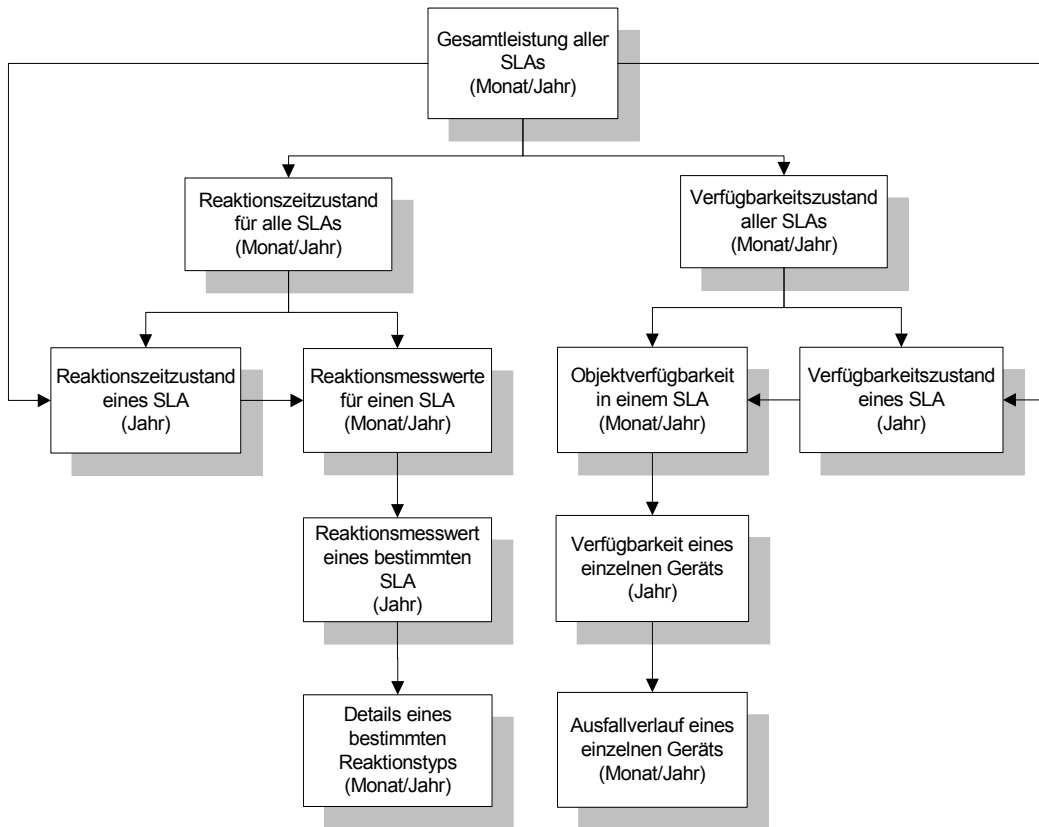 Gesamtleistung aller
SLAs
(Monat/Jahr)
Reaktionszeitzustand
für alle SLAs
(Monat/Jahr)
Verfügbarkeitszustand
aller SLAs
(Monat/Jahr)
Reaktionszeitzustand
eines SLA
(Jahr)
Reaktionsmesswerte
für einen SLA
(Monat/Jahr)
Objektverfügbarkeit
in einem SLA
(Monat/Jahr)
Verfügbarkeitszustand
eines SLA
(Jahr)
Reaktionsmesswert
eines bestimmten
SLA
(Jahr)
Verfügbarkeit eines
einzelnen Geräts
(Jahr)
Details eines
bestimmten
Reaktionstyps
(Monat/Jahr)
Ausfallverlauf eines
einzelnen Geräts
(Monat/Jahr)